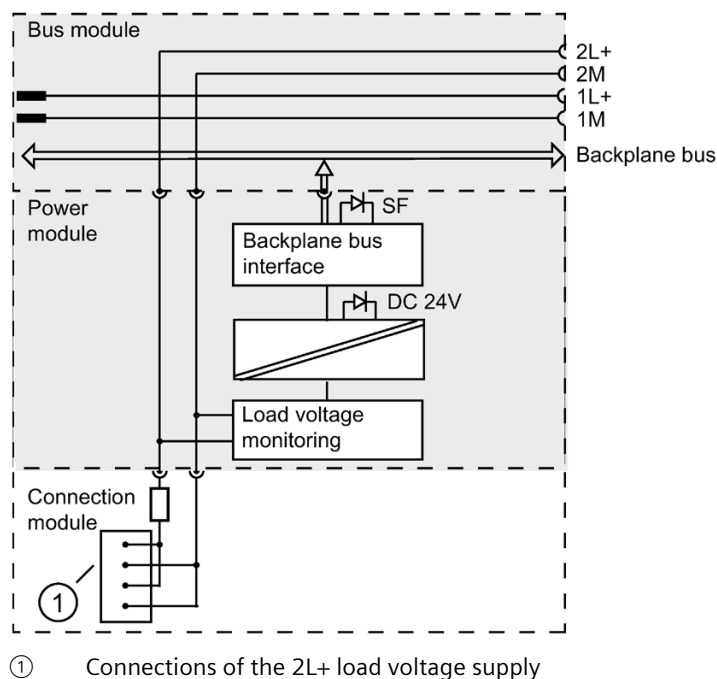 Bus module
2L+
2M
1L+
1M
Backplane bus
Power
module
SF
Backplane bus
interface
DC 24V
Load voltage
monitoring
Connection
module
1
① Connections of the 2L+ load voltage supply